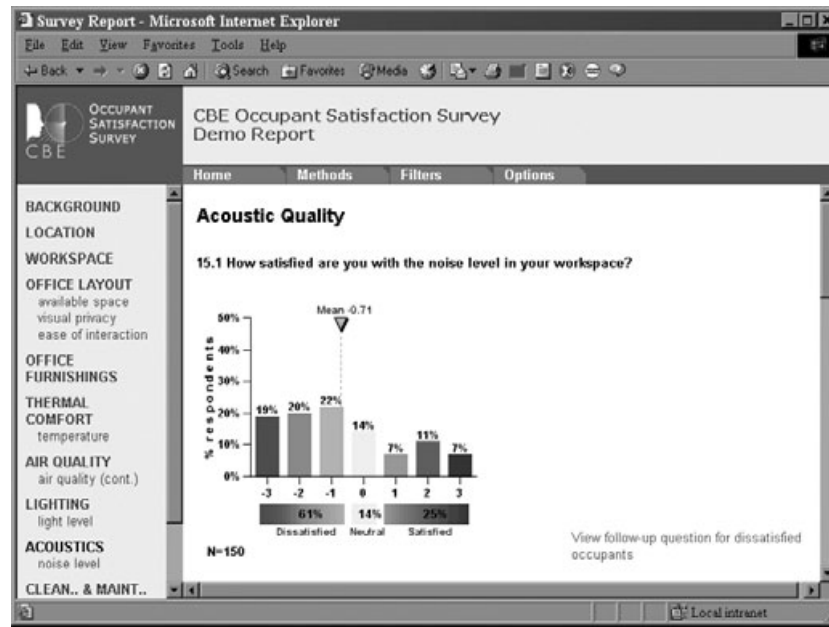 Survey Report - Microsoft Internet Explorer
File Edit View Favorites Tools Help
Back Search Favorites Media
OCCUPANT
SATISFACTION
SURVEY
CBE
CBE Occupant Satisfaction Survey
Demo Report
Home Methods Filters Options
BACKGROUND
LOCATION
WORKSPACE
OFFICE LAYOUT
available space
visual privacy
ease of interaction
OFFICE
FURNISHINGS
THERMAL
COMFORT
temperature
AIR QUALITY
air quality (cont.)
LIGHTING
light level
ACOUSTICS
noise level
CLEAN.. & MAINT..
Acoustic Quality
15.1 How satisfied are you with the noise level in your workspace?
Mean -0.71
% respondents
50%
40%
30%
20%
10%
0%
19% 20% 22% 14% 7% 11% 7%
-3 -2 -1 0 1 2 3
61% 14% 25%
Dissatisfied Neutral Satisfied
N=150
View follow-up question for dissatisfied
occupants
Local intranet